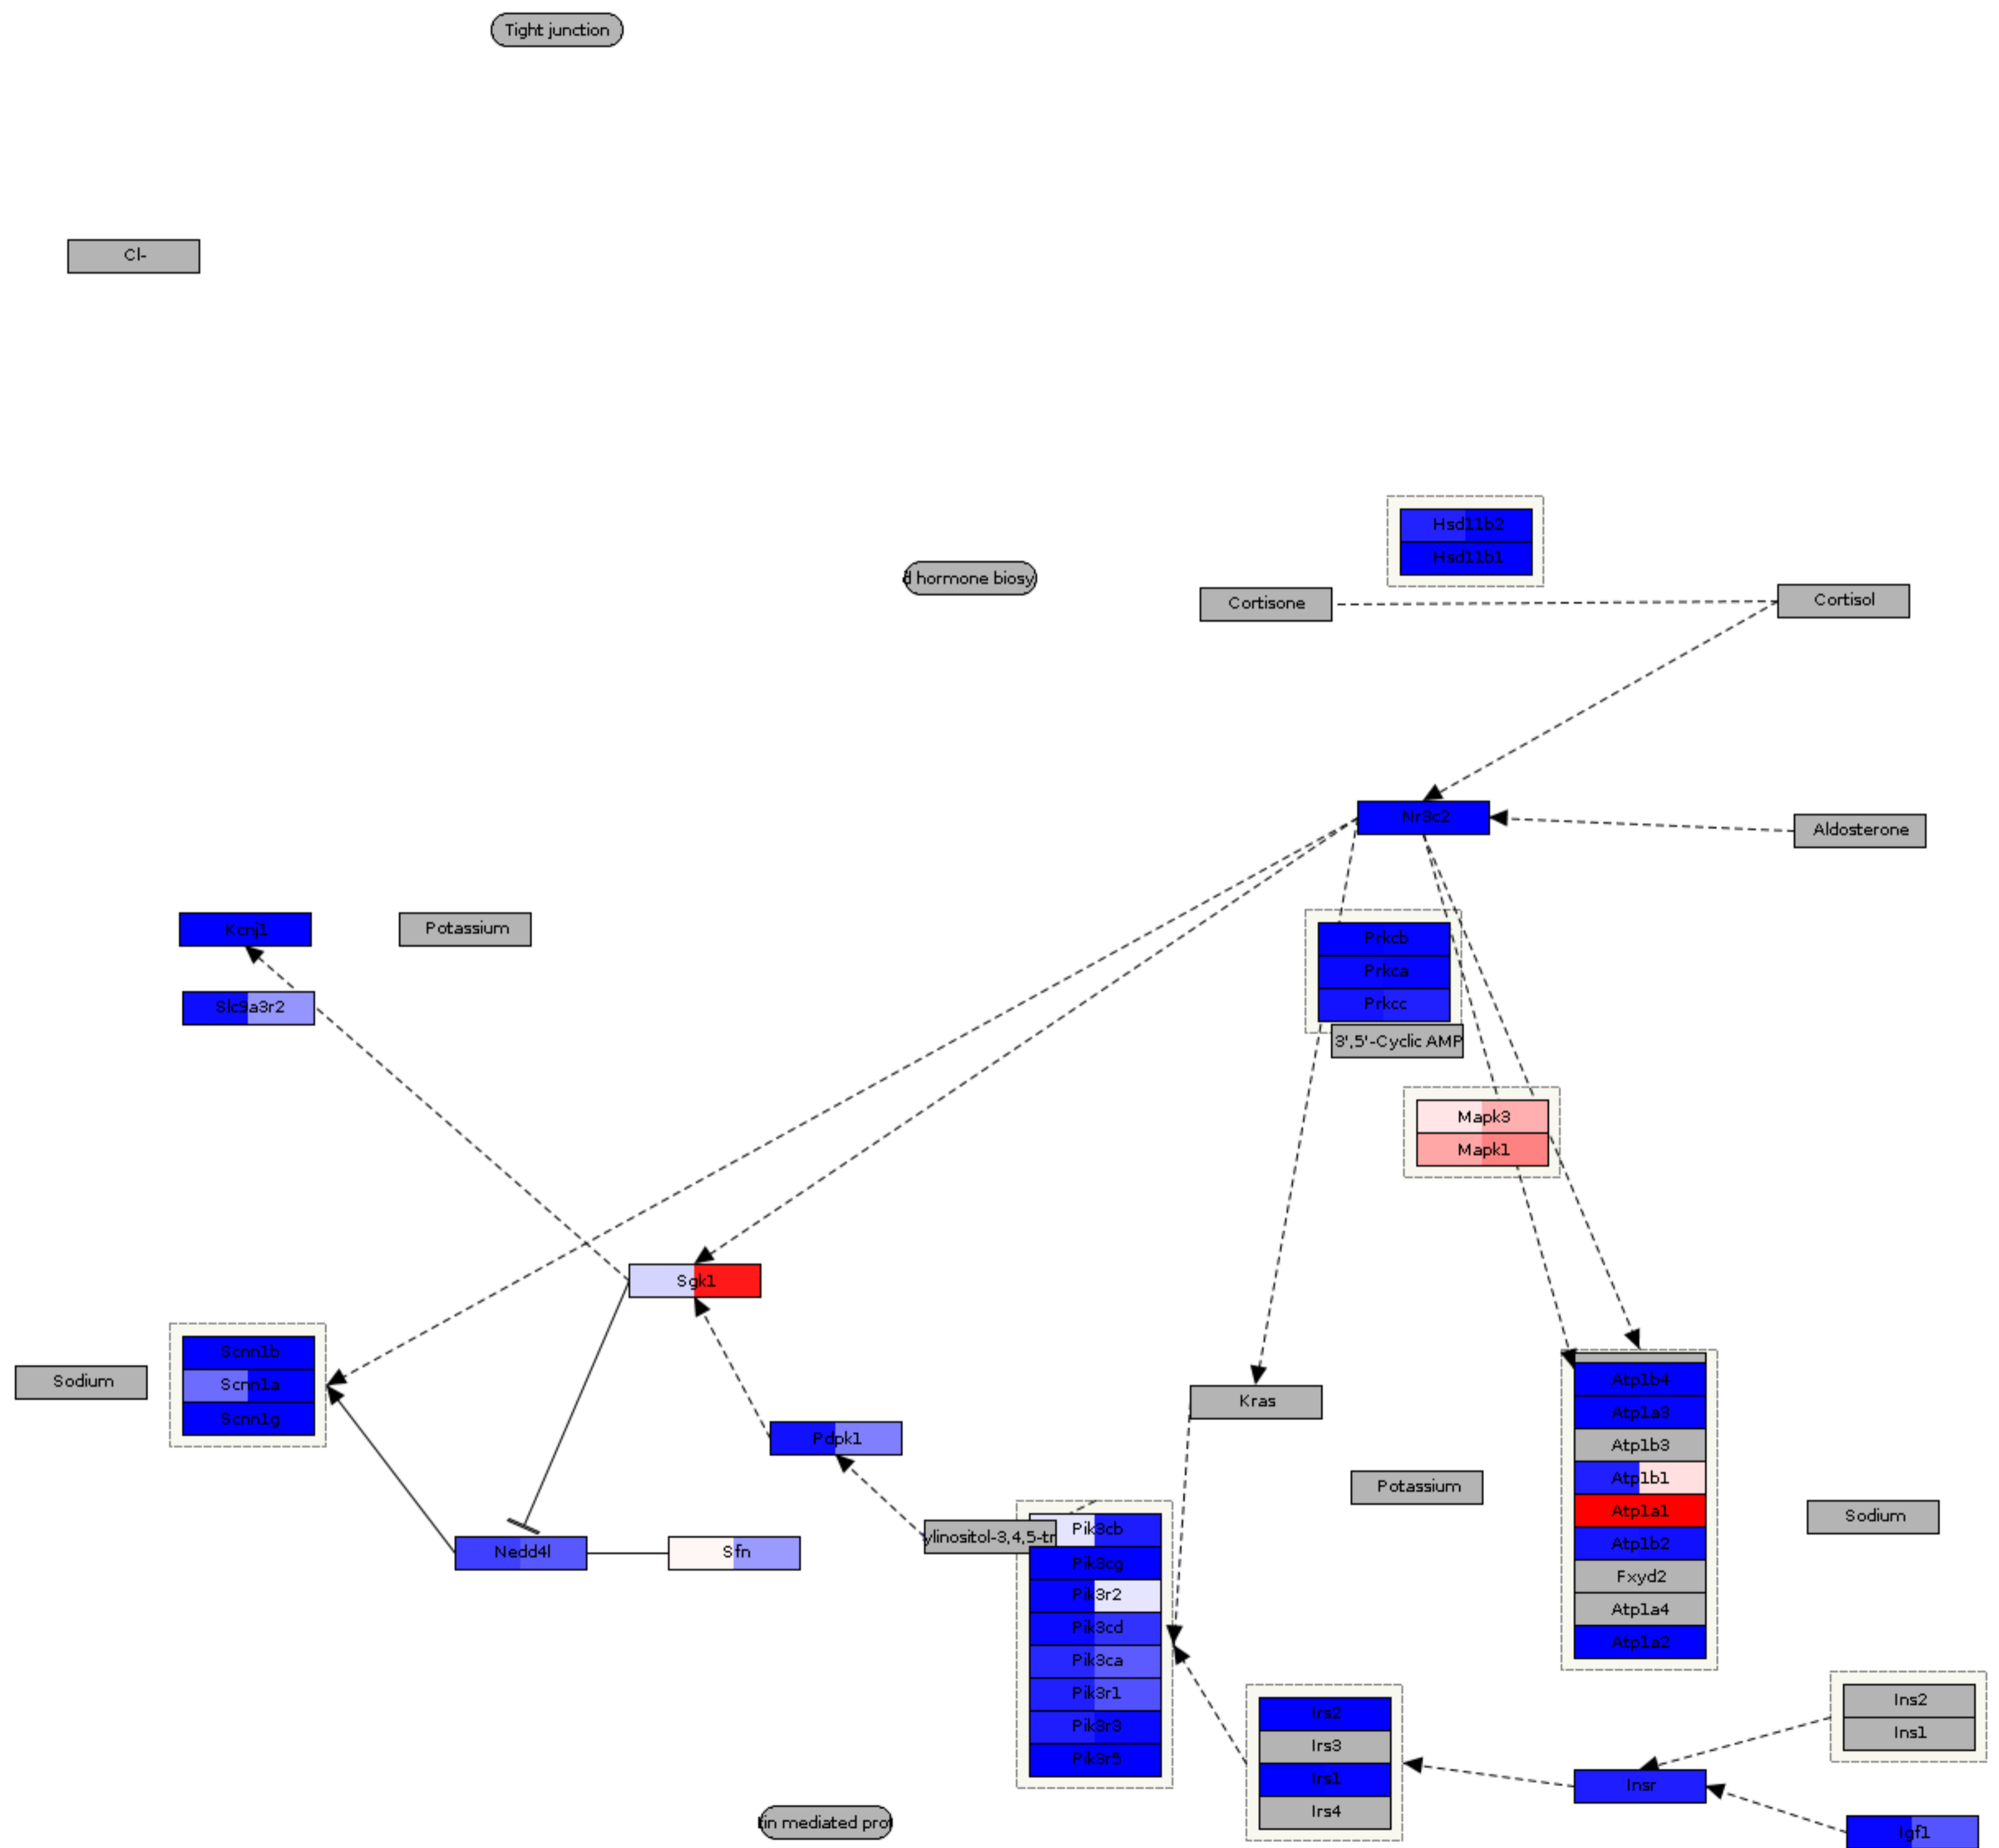 Tight junction
Cl-
Hsd11b2
Hsd11b1
d hormone biosy
Cortisone
Cortisol
Nr3c2
Aldosterone
Kcnj1
Potassium
Prkcb
Prkca
Prkcc
Slc9a3r2
3',5'-Cyclic AMP
Mapk3
Mapk1
Sgk1
Scnn1b
Scnn1a
Scnn1g
Sodium
Kras
Atp1b4
Atp1a3
Atp1b3
Atp1b1
Atp1a1
Atp1b2
Fxyd2
Atp1a4
Atp1a2
Pdpk1
Potassium
Sodium
Nedd4l
Sfn
ylinositol-3,4,5-tr
Pik3cb
Pik3cg
Pik3r2
Pik3cd
Pik3ca
Pik3r1
Pik3r3
Pik3r5
Irs2
Irs3
Irs1
Irs4
Ins2
Ins1
Insr
Igf1
tin mediated prot